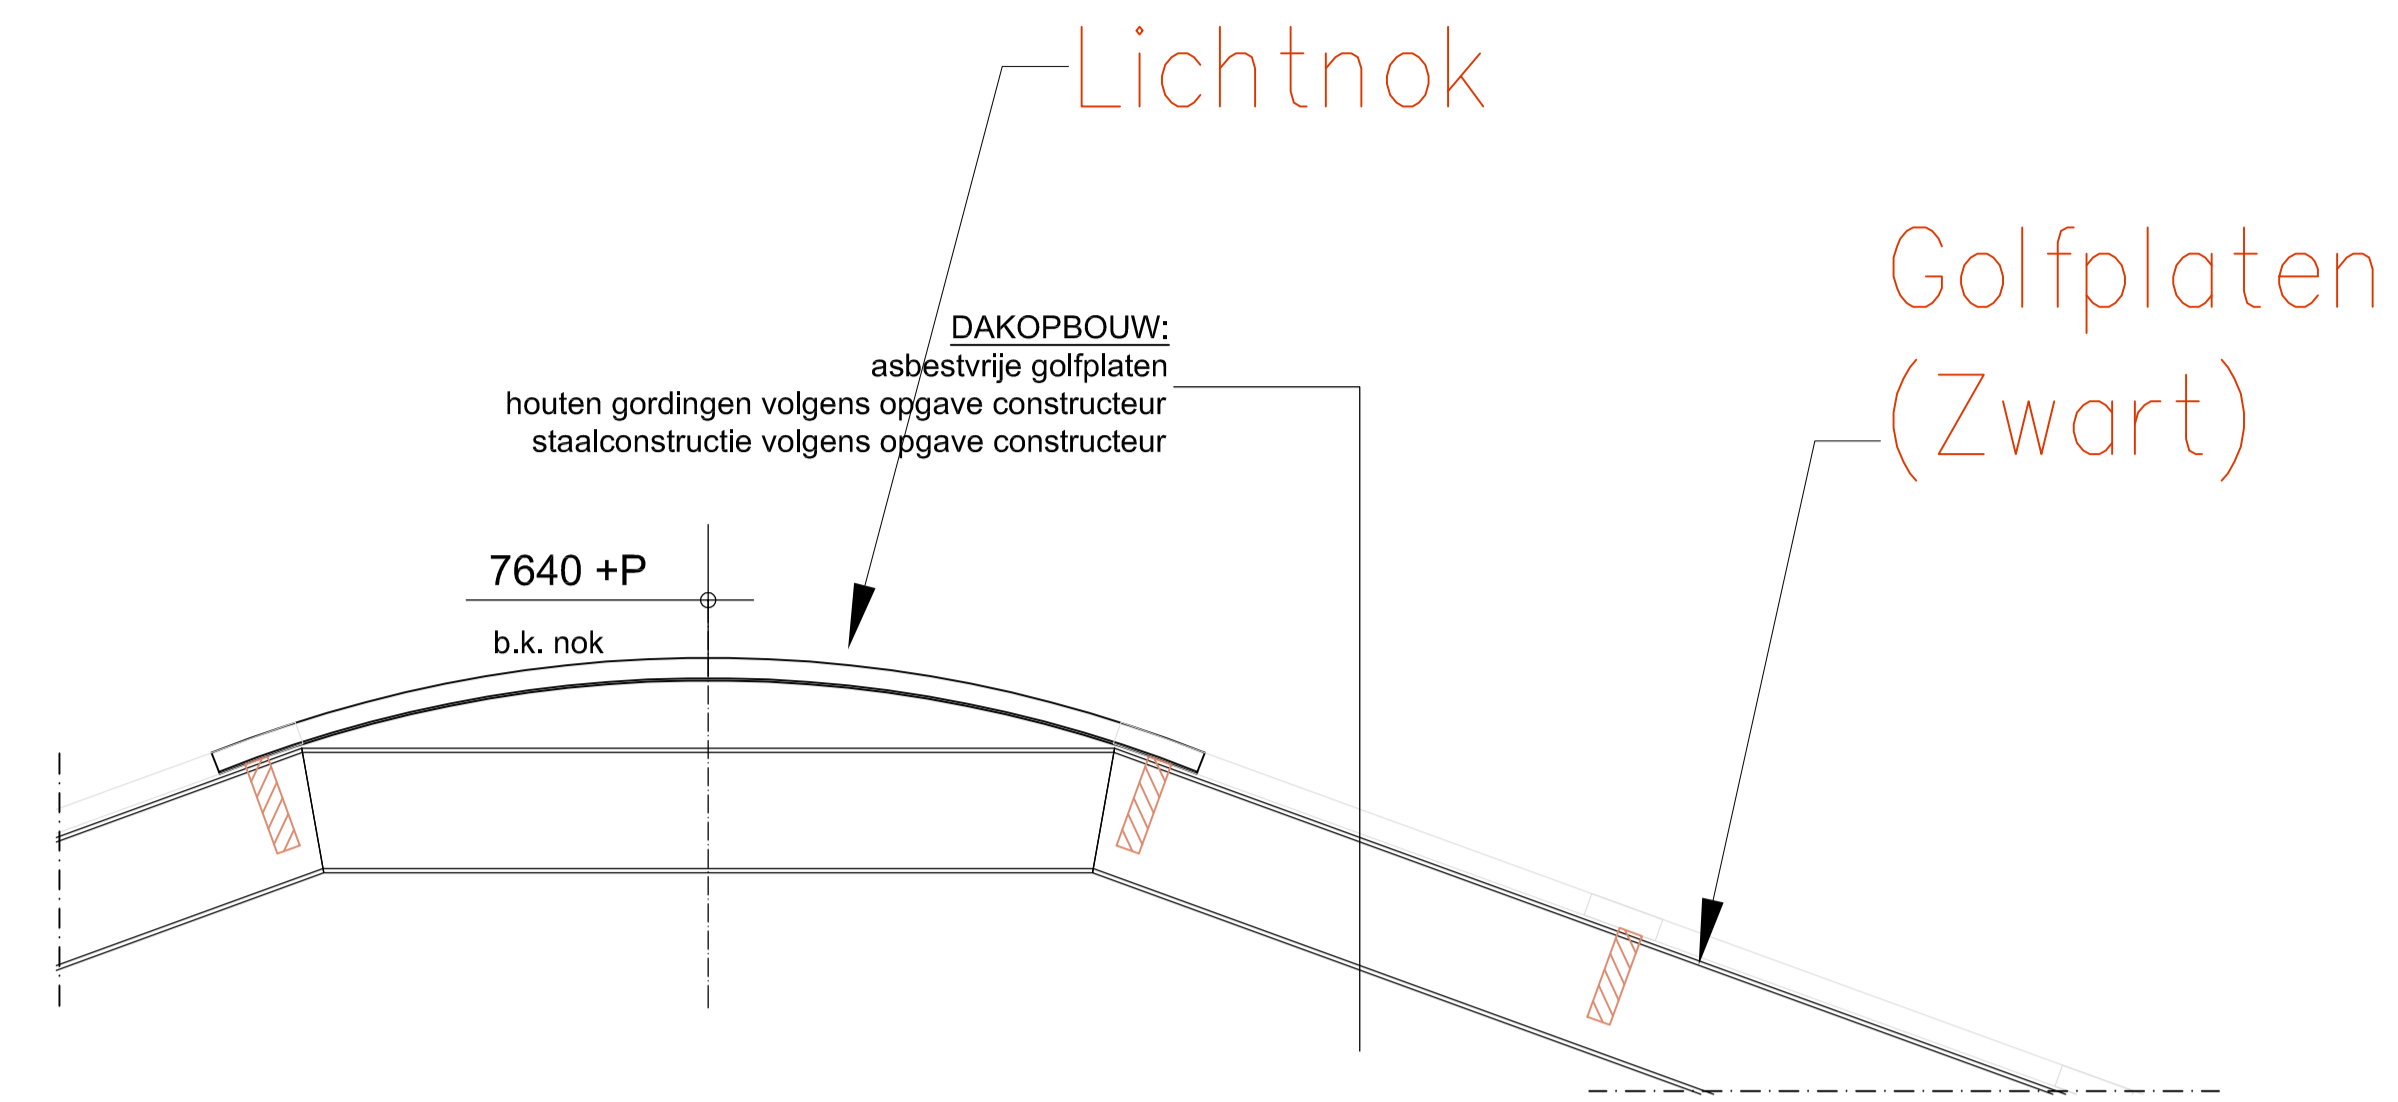 Lichtnok
Golfplaten
(Zwart)
DAKOPBOUW:
asbestvrije golfplaten
houten gordingen volgens opgave constructeur
staalconstructie volgens opgave constructeur
7640 +P
b.k. nok